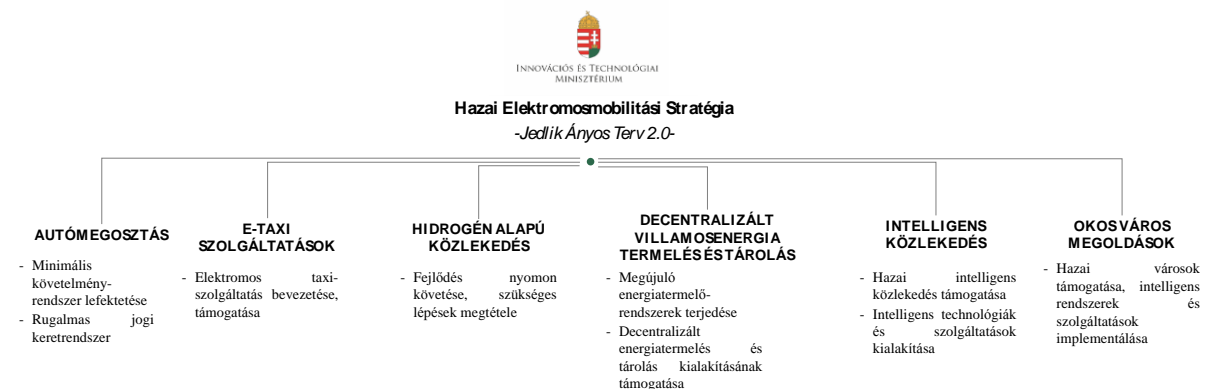 INNOVÁCIÓS ÉS TECHNOLÓGIAI
MINISZTÉRIUM
Hazai Elektromosmobilitási Stratégia
-Jedlik Ányos Terv 2.0-
AUTÓMEGOSZTÁS
- Minimális
követelmény-
rendszer lefektetése
- Rugalmas jogi
keretrendszer
E-TAXI
SZOLGÁLTATÁSOK
- Elektromos taxi-
szolgáltatás bevezetése,
támogatása
HIDROGÉN ALAPÚ
KÖZLEKEDÉS
- Fejlődés nyomon
követése, szükséges
lépések megtétele
DECENTRALIZÁLT
VILLAMOSENERGIA
TERMELÉS ÉS TÁROLÁS
- Megújuló
energiatermelő-
rendszerek terjedése
- Decentralizált
energiatermelés és
tárolás kialakításának
támogatása
INTELLIGENS
KÖZLEKEDÉS
- Hazai intelligens
közlekedés támogatása
- Intelligens technológiák
és szolgáltatások
kialakítása
OKOS VÁROS
MEGOLDÁSOK
- Hazai városok
támogatása, intelligens
rendszerek és
szolgáltatások
implementálása